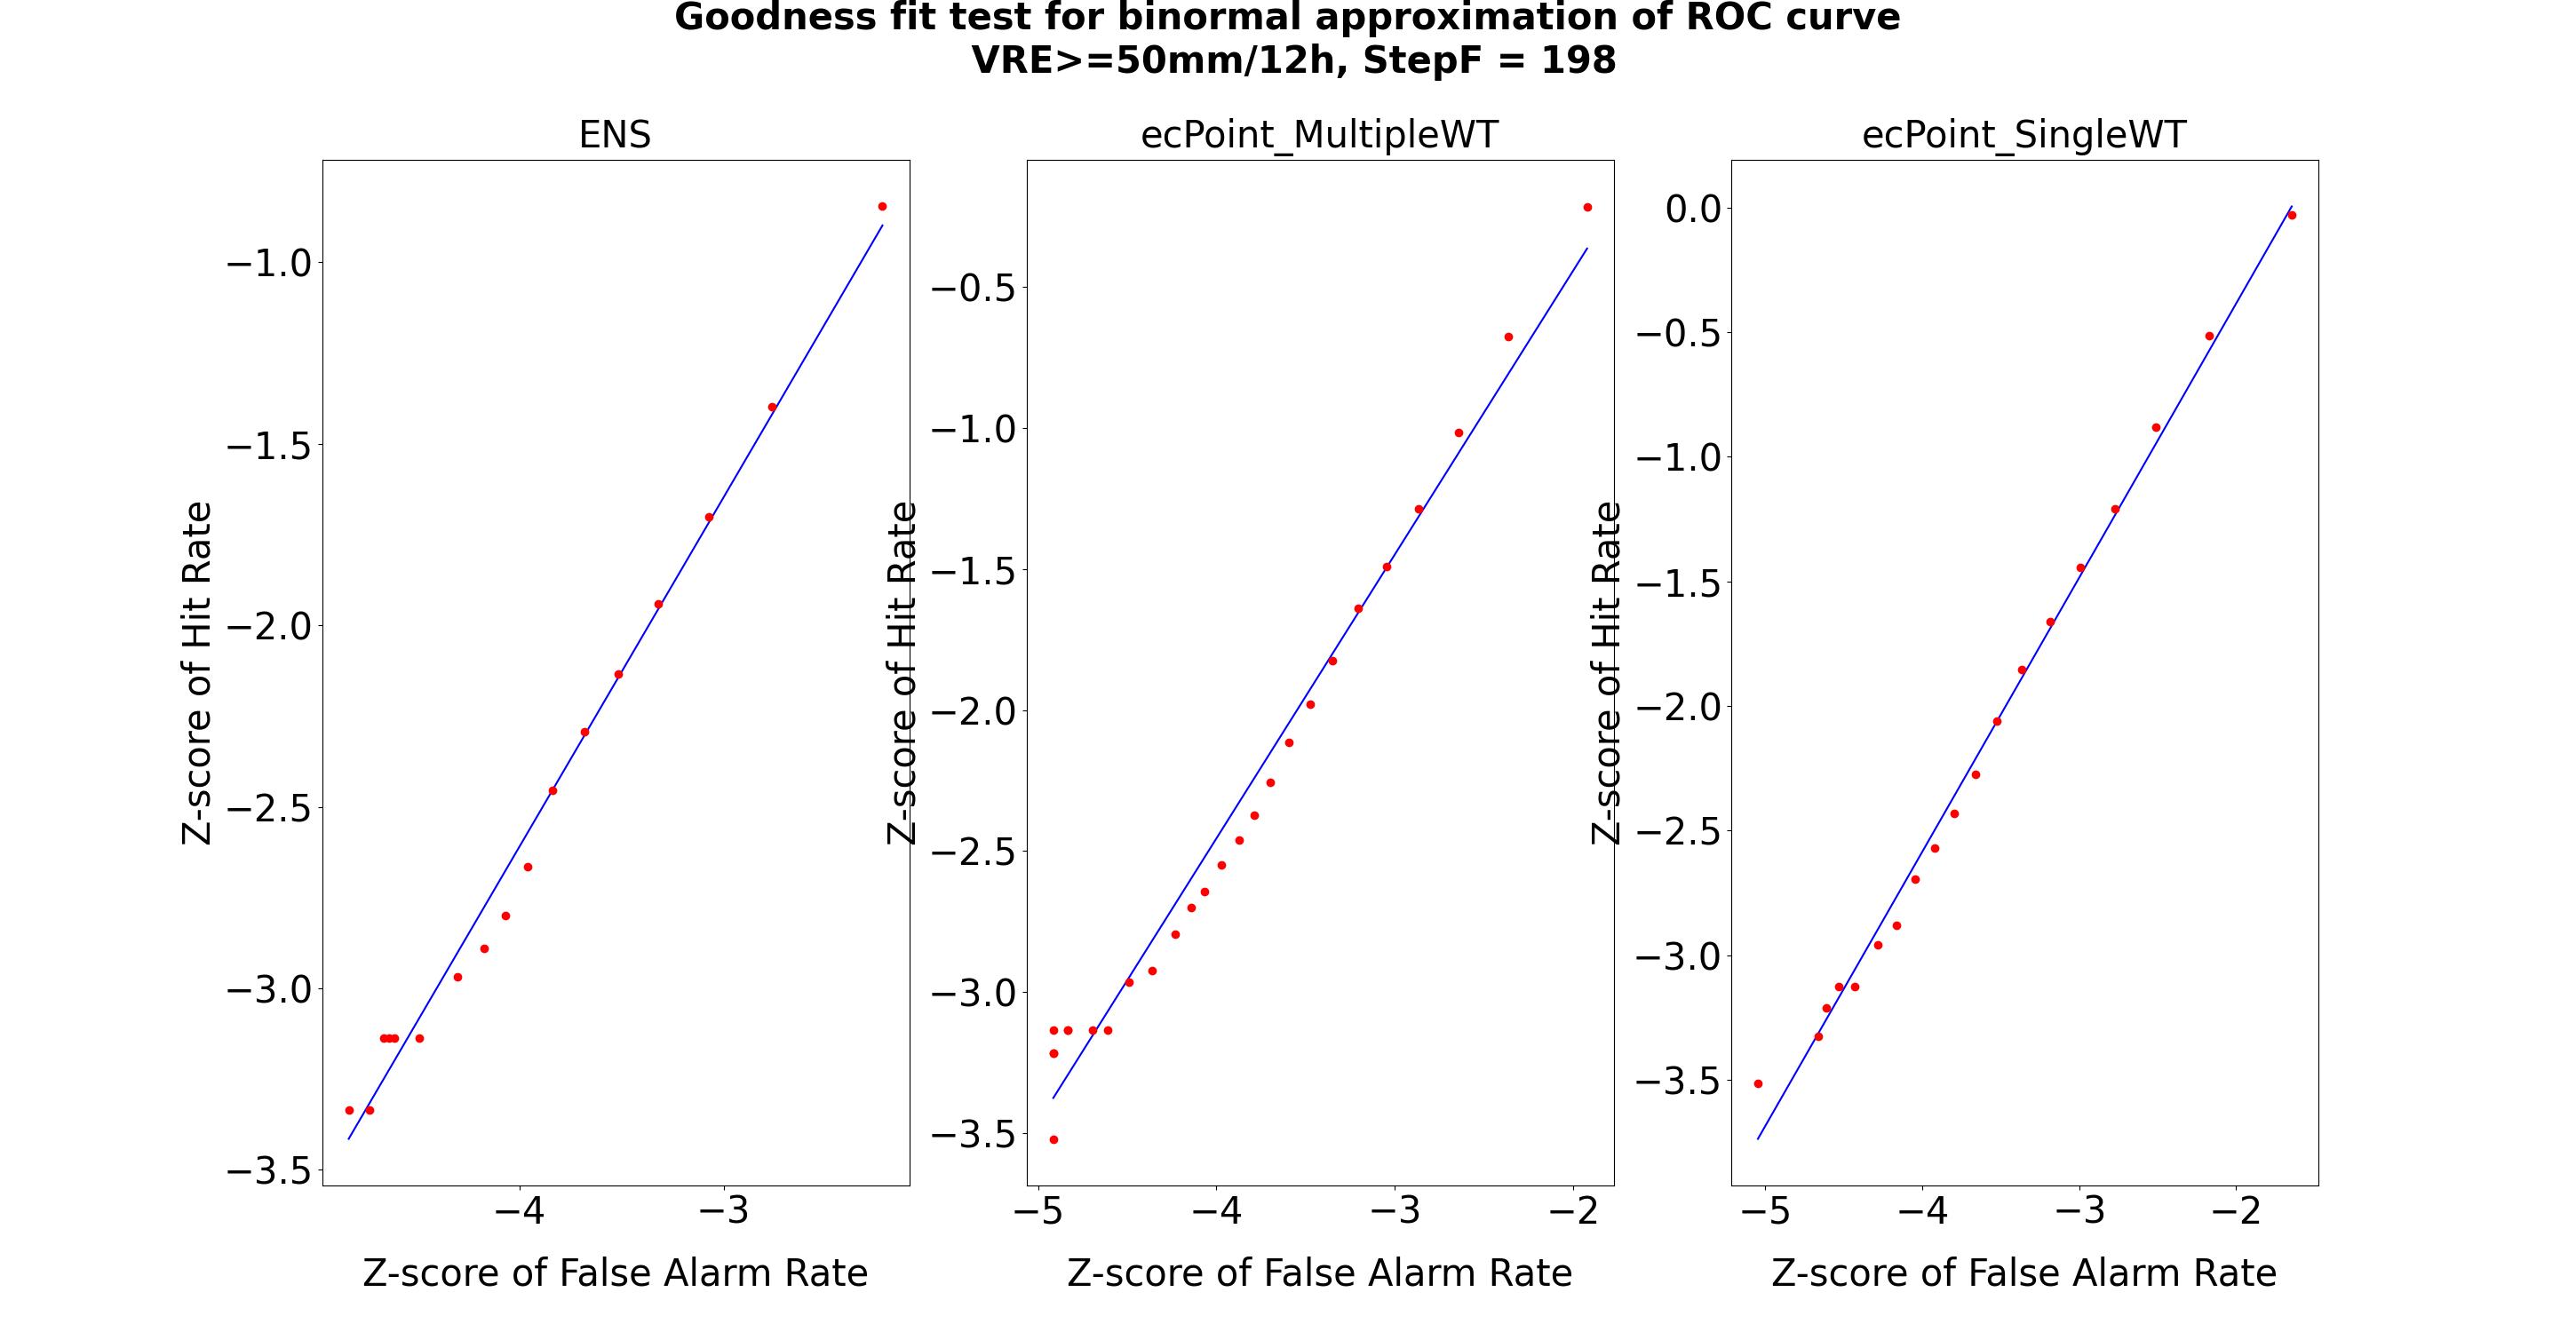 Goodness fit test for binormal approximation of ROC curve
VRE>=50mm/12h, StepF = 198
ENS
Z-score of Hit Rate
−1.0
−1.5
−2.0
−2.5
−3.0
−3.5
−4
−3
Z-score of False Alarm Rate
ecPoint_MultipleWT
Z-score of Hit Rate
−0.5
−1.0
−1.5
−2.0
−2.5
−3.0
−3.5
−5
−4
−3
−2
Z-score of False Alarm Rate
ecPoint_SingleWT
Z-score of Hit Rate
0.0
−0.5
−1.0
−1.5
−2.0
−2.5
−3.0
−3.5
−5
−4
−3
−2
Z-score of False Alarm Rate